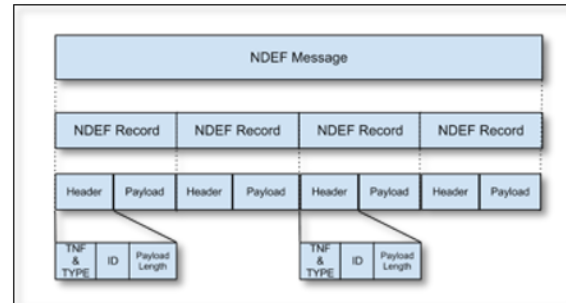 NDEF Message
NDEF Record NDEF Record NDEF Record NDEF Record
Header Payload Header Payload Header Payload Header Payload
TNF & TYPE ID Payload Length TNF & TYPE ID Payload Length